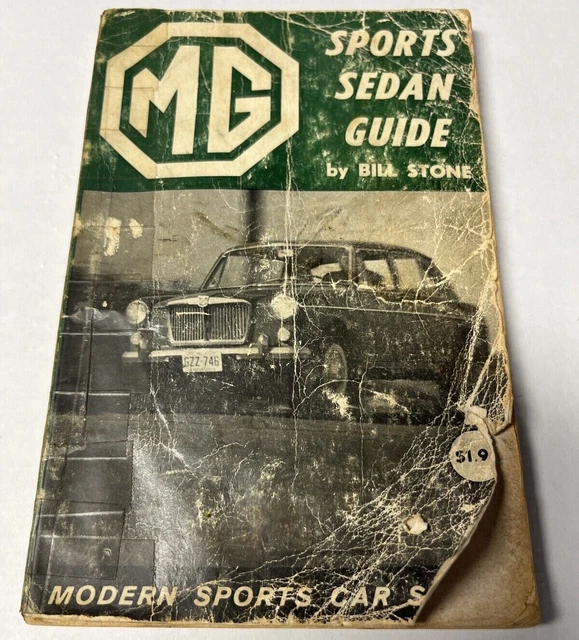 MG
SPORTS
SEDAN
GUIDE
by BILL STONE
GZZ-746
$1.9
MODERN SPORTS CAR S